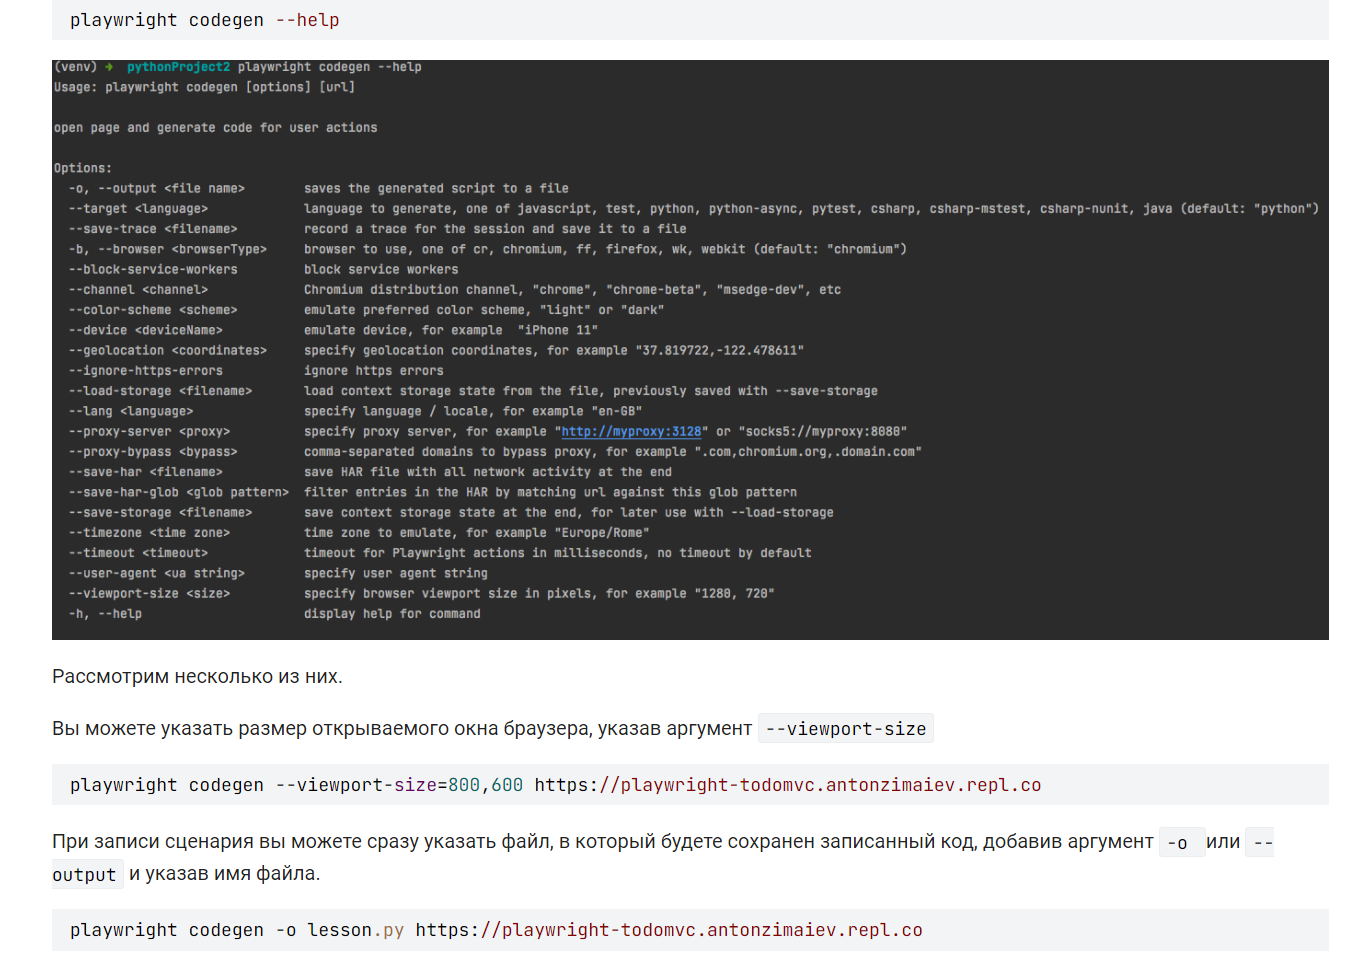 playwright codegen --help
(venv) ➜ pythonProject2 playwright codegen --help
Usage: playwright codegen [options] [url]
open page and generate code for user actions
Options:
-o, --output <file name> saves the generated script to a file
--target <language> language to generate, one of javascript, test, python, python-async, pytest, csharp, csharp-mstest, csharp-nunit, java (default: "python")
--save-trace <filename> record a trace for the session and save it to a file
-b, --browser <browserType> browser to use, one of cr, chromium, ff, firefox, wk, webkit (default: "chromium")
--block-service-workers block service workers
--channel <channel> Chromium distribution channel, "chrome", "chrome-beta", "msedge-dev", etc
--color-scheme <scheme> emulate preferred color scheme, "light" or "dark"
--device <deviceName> emulate device, for example  "iPhone 11"
--geolocation <coordinates> specify geolocation coordinates, for example "37.819722,-122.478611"
--ignore-https-errors ignore https errors
--load-storage <filename> load context storage state from the file, previously saved with --save-storage
--lang <language> specify language / locale, for example "en-GB"
--proxy-server <proxy> specify proxy server, for example "http://myproxy:3128" or "socks5://myproxy:8080"
--proxy-bypass <bypass> comma-separated domains to bypass proxy, for example ".com,chromium.org,.domain.com"
--save-har <filename> save HAR file with all network activity at the end
--save-har-glob <glob pattern> filter entries in the HAR by matching url against this glob pattern
--save-storage <filename> save context storage state at the end, for later use with --load-storage
--timezone <time zone> time zone to emulate, for example "Europe/Rome"
--timeout <timeout> timeout for Playwright actions in milliseconds, no timeout by default
--user-agent <ua string> specify user agent string
--viewport-size <size> specify browser viewport size in pixels, for example "1280, 720"
-h, --help display help for command
Рассмотрим несколько из них.
Вы можете указать размер открываемого окна браузера, указав аргумент --viewport-size
playwright codegen --viewport-size=800,600 https://playwright-todomvc.antonzimaiev.repl.co
При записи сценария вы можете сразу указать файл, в который будете сохранен записанный код, добавив аргумент -o или --
output и указав имя файла.
playwright codegen -o lesson.py https://playwright-todomvc.antonzimaiev.repl.co